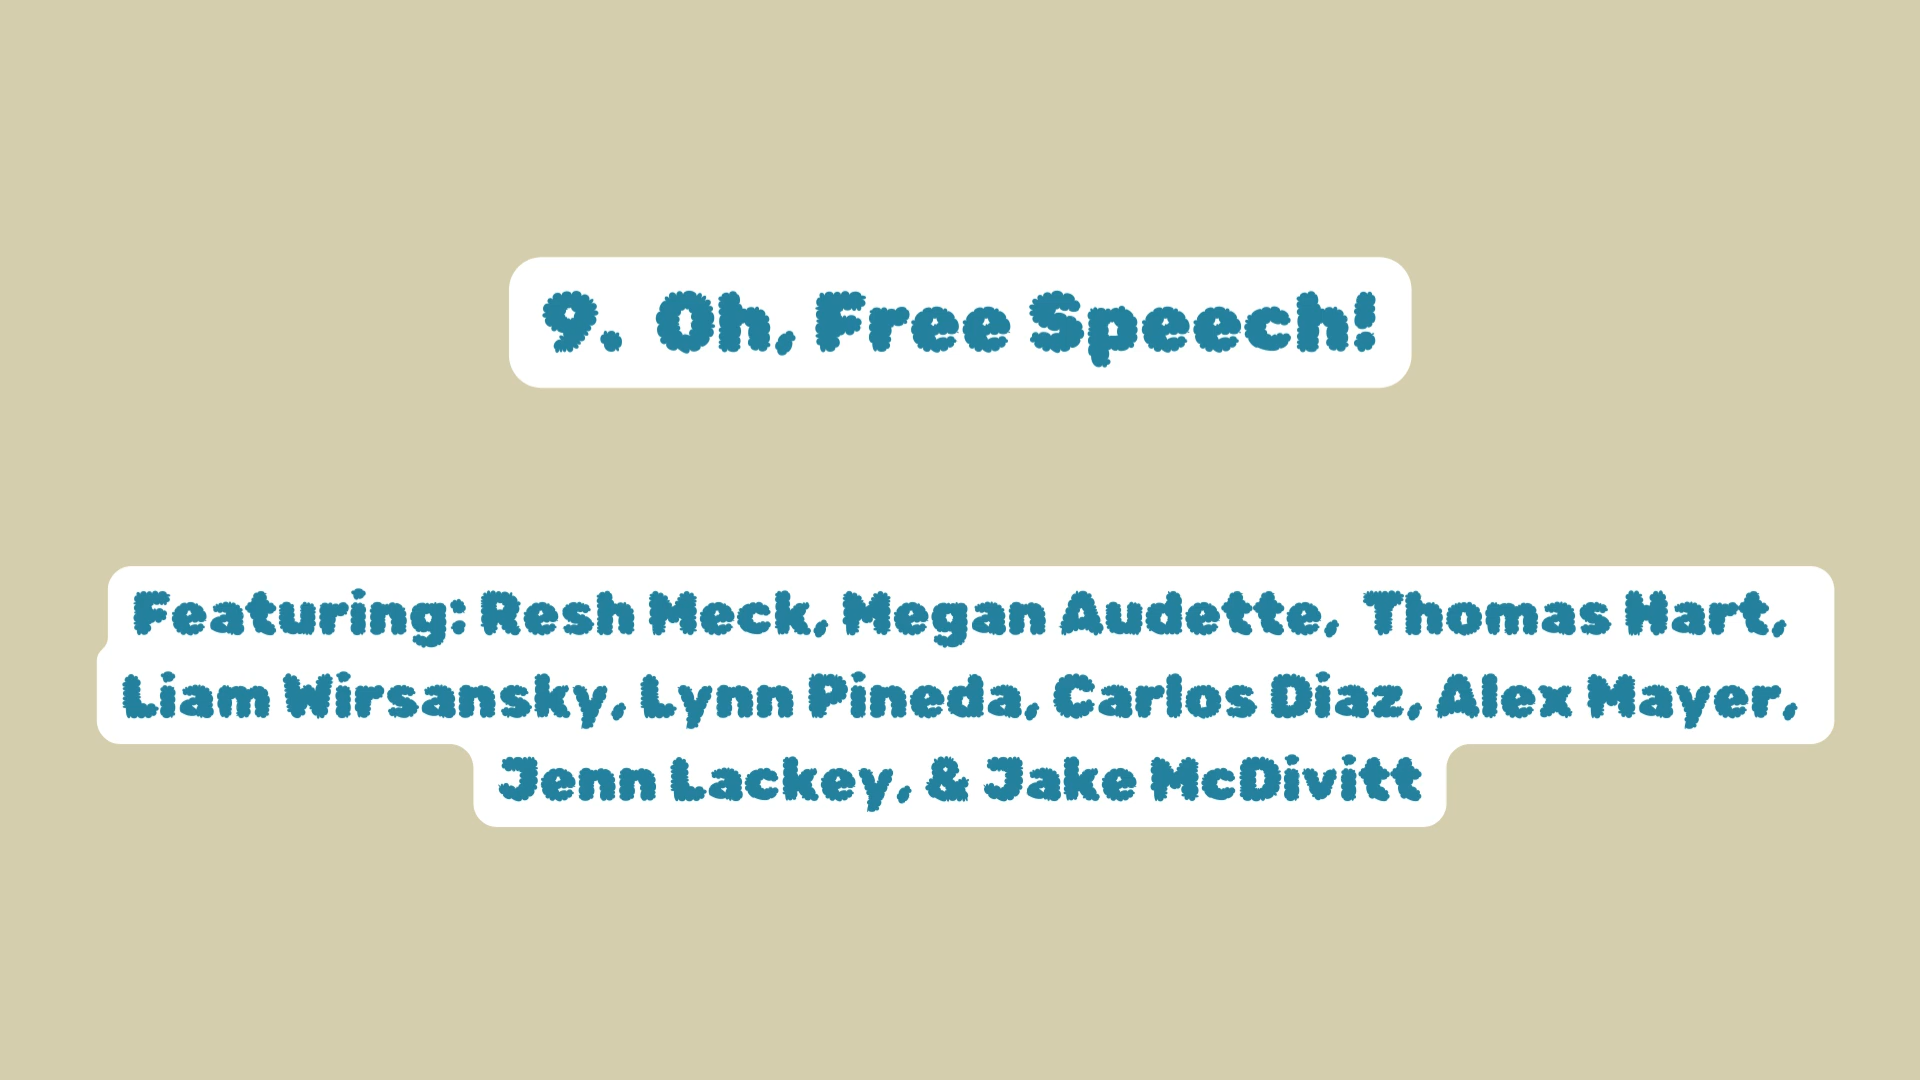 9. Oh, Free Speech!
Featuring: Resh Meck, Megan Audette, Thomas Hart,
Liam Wirsansky, Lynn Pineda, Carlos Diaz, Alex Mayer,
Jenn Lackey, & Jake McDivitt